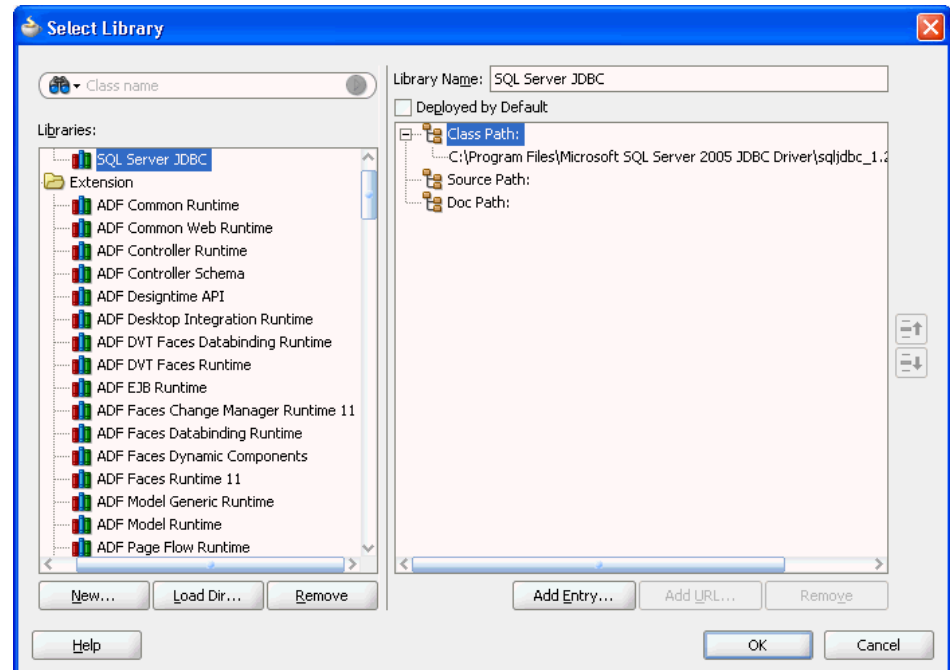 Select Library
Class name
Libraries:
SQL Server JDBC
Extension
ADF Common Runtime
ADF Common Web Runtime
ADF Controller Runtime
ADF Controller Schema
ADF Designtime API
ADF Desktop Integration Runtime
ADF DVT Faces Databinding Runtime
ADF DVT Faces Runtime
ADF EJB Runtime
ADF Faces Change Manager Runtime 11
ADF Faces Databinding Runtime
ADF Faces Dynamic Components
ADF Faces Runtime 11
ADF Model Generic Runtime
ADF Model Runtime
ADF Page Flow Runtime
New...
Load Dir...
Remove
Library Name: SQL Server JDBC
Deployed by Default
Class Path:
C:\Program Files\Microsoft SQL Server 2005 JDBC Driver\sqljdbc_1.2
Source Path:
Doc Path:
Add Entry...
Add URL...
Remove
Help
OK
Cancel